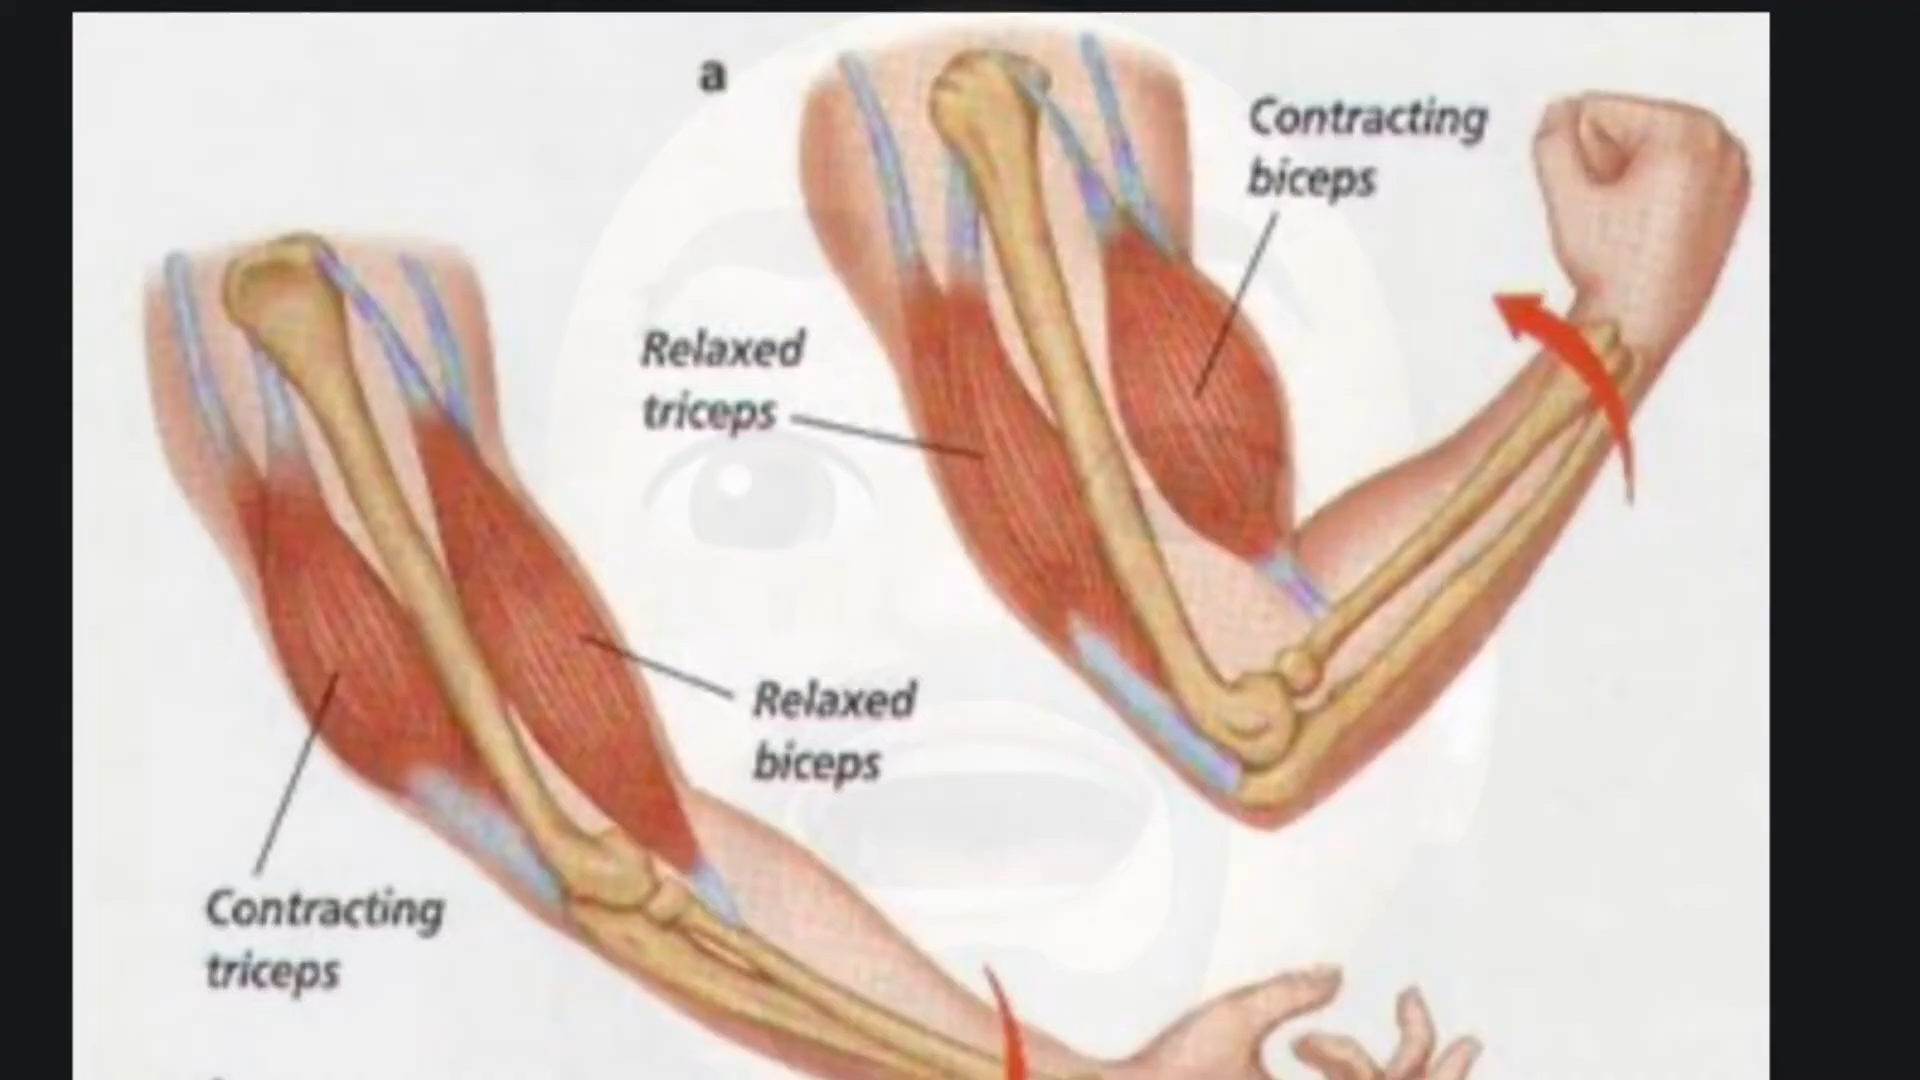 a
Contracting
biceps
Relaxed
triceps
Relaxed
biceps
Contracting
triceps